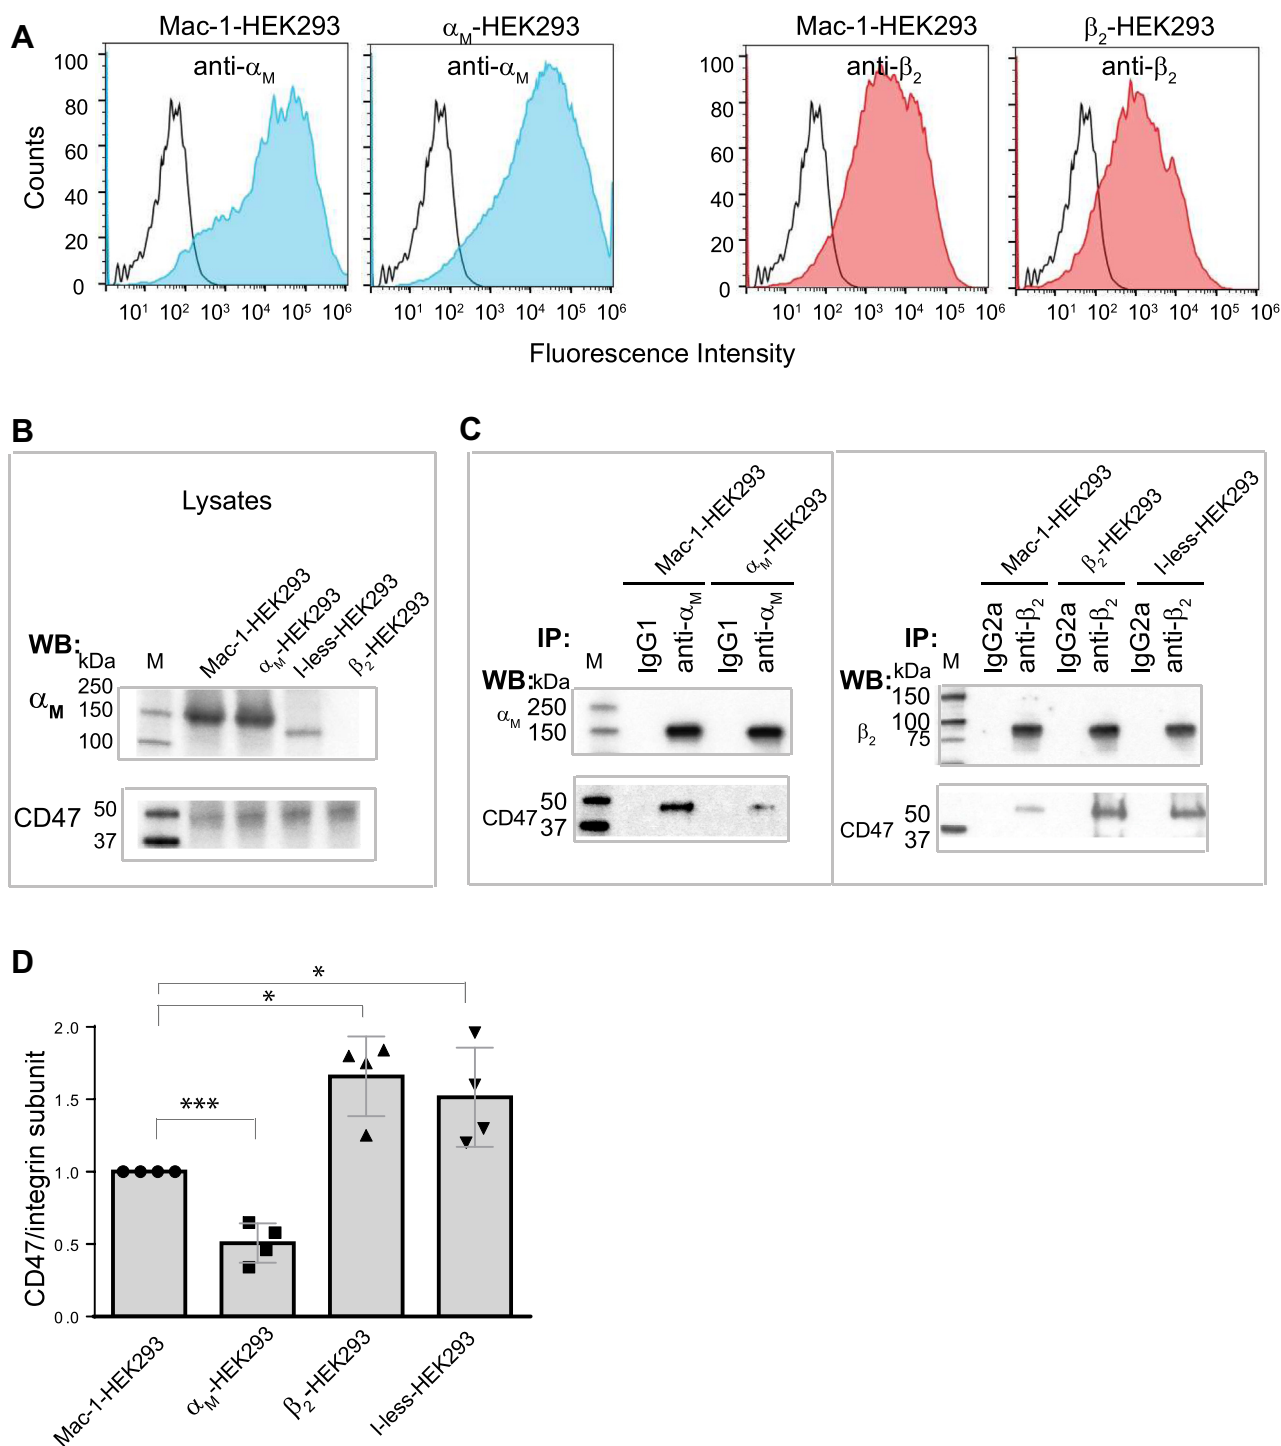 A
Mac-1-HEK293
αM-HEK293
Mac-1-HEK293
β2-HEK293
anti-αM
anti-αM
anti-β2
anti-β2
Counts
100
80
60
40
20
0
100
80
60
40
20
0
10¹ 10² 10³ 10⁴ 10⁵ 10⁶
10¹ 10² 10³ 10⁴ 10⁵ 10⁶
10¹ 10² 10³ 10⁴ 10⁵ 10⁶
10¹ 10² 10³ 10⁴ 10⁵ 10⁶
Fluorescence Intensity
B
Lysates
Mac-1-HEK293
αM-HEK293
I-less-HEK293
β2-HEK293
WB:
kDa
M
αM
250
150
100
CD47
50
37
C
Mac-1-HEK293
αM-HEK293
IP:
IgG1
anti-αM
IgG1
anti-αM
M
WB:
kDa
αM
250
150
CD47
50
37
Mac-1-HEK293
β2-HEK293
I-less-HEK293
IP:
IgG2a
anti-β2
IgG2a
anti-β2
IgG2a
anti-β2
WB:
kDa
M
β2
150
100
75
CD47
50
37
D
*
*
***
CD47/integrin subunit
2.0
1.5
1.0
0.5
0.0
Mac-1-HEK293
αM-HEK293
β2-HEK293
I-less-HEK293